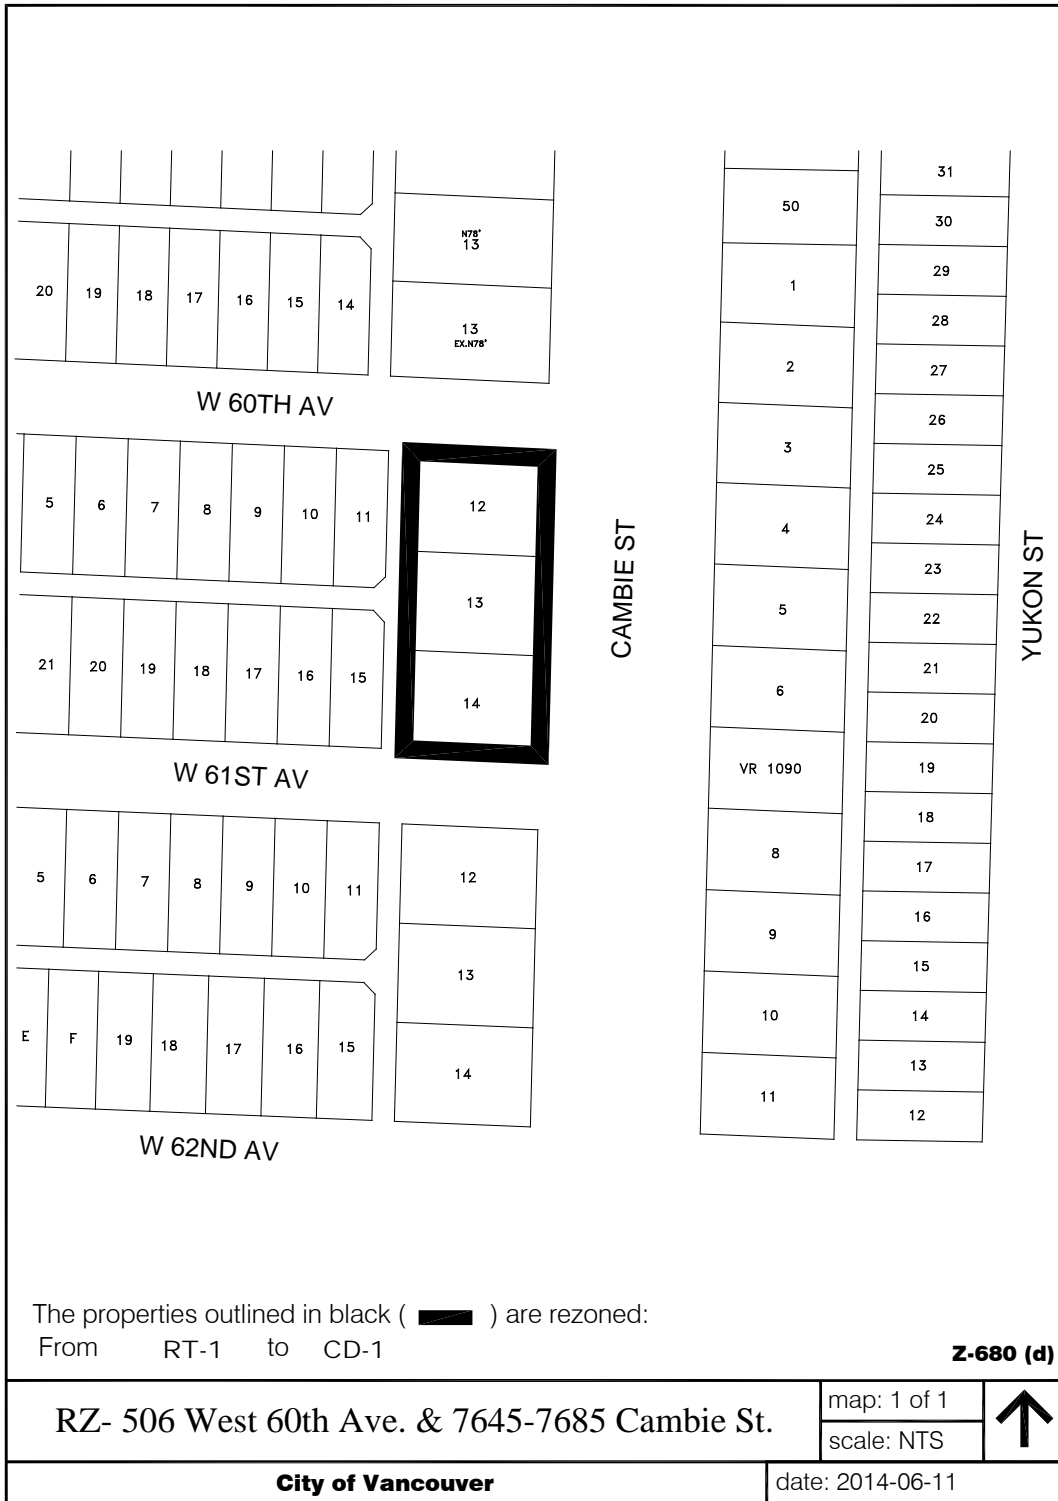 31
50
30
N78'
13
29
1
28
20 19 18 17 16 15 14
13
EX.N78'
2
27
W 60TH AV
26
3
25
5 6 7 8 9 10 11
12
4
24
CAMBIE ST
YUKON ST
23
13
5
22
21 20 19 18 17 16 15
14
6
21
20
W 61ST AV
VR 1090
19
18
5 6 7 8 9 10 11
12
8
17
16
9
13
15
10
14
E F 19 18 17 16 15
14
13
11
12
W 62ND AV
The properties outlined in black ( ) are rezoned:
From RT-1 to CD-1
Z-680 (d)
RZ- 506 West 60th Ave. & 7645-7685 Cambie St.
map: 1 of 1
scale: NTS
City of Vancouver
date: 2014-06-11